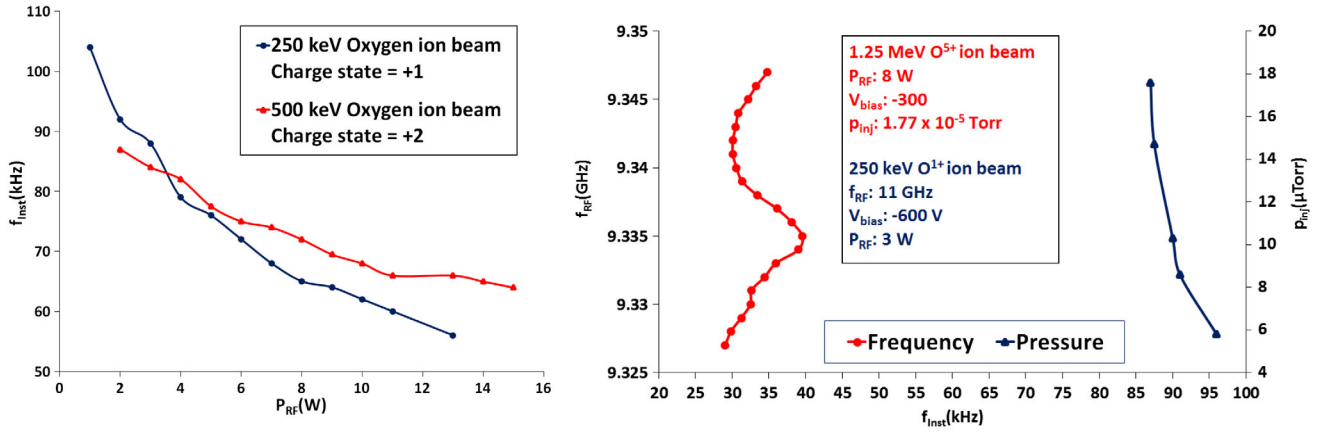 110
100
90
80
70
60
50
f_Inst(kHz)
250 keV Oxygen ion beam
Charge state = +1
500 keV Oxygen ion beam
Charge state = +2
0 2 4 6 8 10 12 14 16
P_RF(W)
9.35
9.345
9.34
9.335
9.33
9.325
f_RF(GHz)
1.25 MeV O⁵⁺ ion beam
P_RF: 8 W
V_bias: -300
p_inj: 1.77 x 10⁻⁵ Torr
250 keV O¹⁺ ion beam
f_RF: 11 GHz
V_bias: -600 V
P_RF: 3 W
Frequency Pressure
20
18
16
14
12
10
8
6
4
p_inj(µTorr)
20 25 30 35 40 45 50 55 60 65 70 75 80 85 90 95 100
f_Inst(kHz)